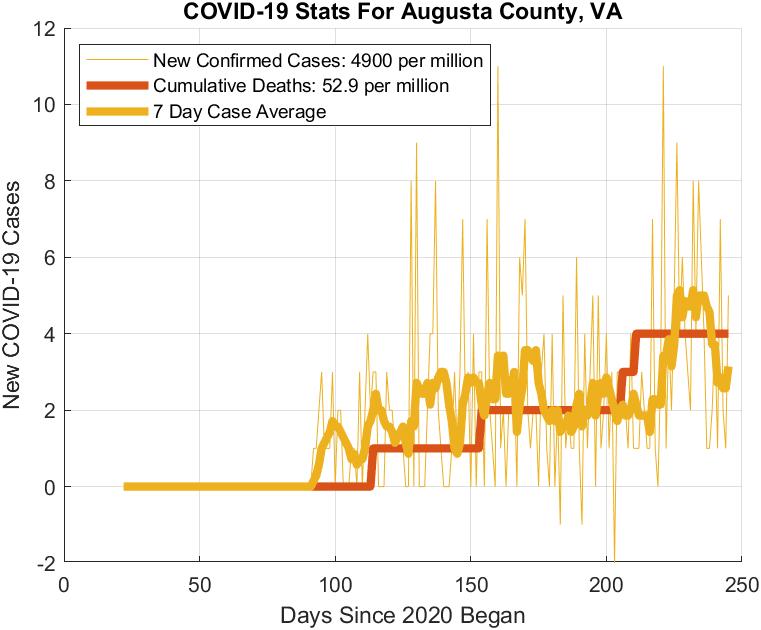 COVID-19 Stats For Augusta County, VA
New Confirmed Cases: 4900 per million
Cumulative Deaths: 52.9 per million
7 Day Case Average
New COVID-19 Cases
12
10
8
6
4
2
0
-2
0 50 100 150 200 250
Days Since 2020 Began